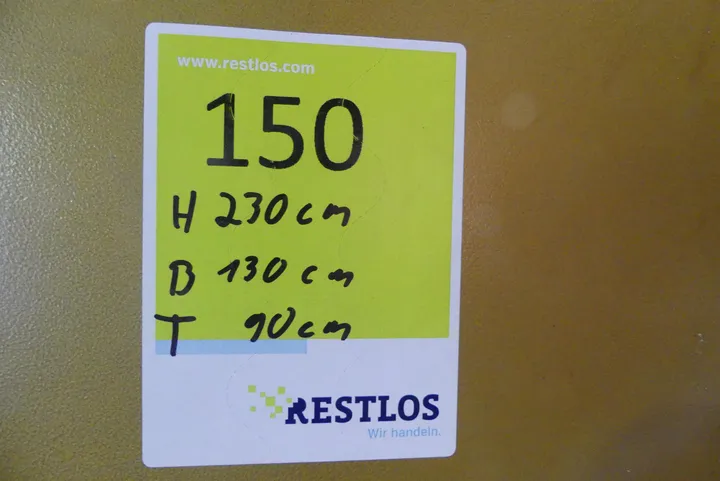 www.restlos.com
150
H 230 cm
B 130 cm
T 90 cm
RESTLOS
Wir handeln.